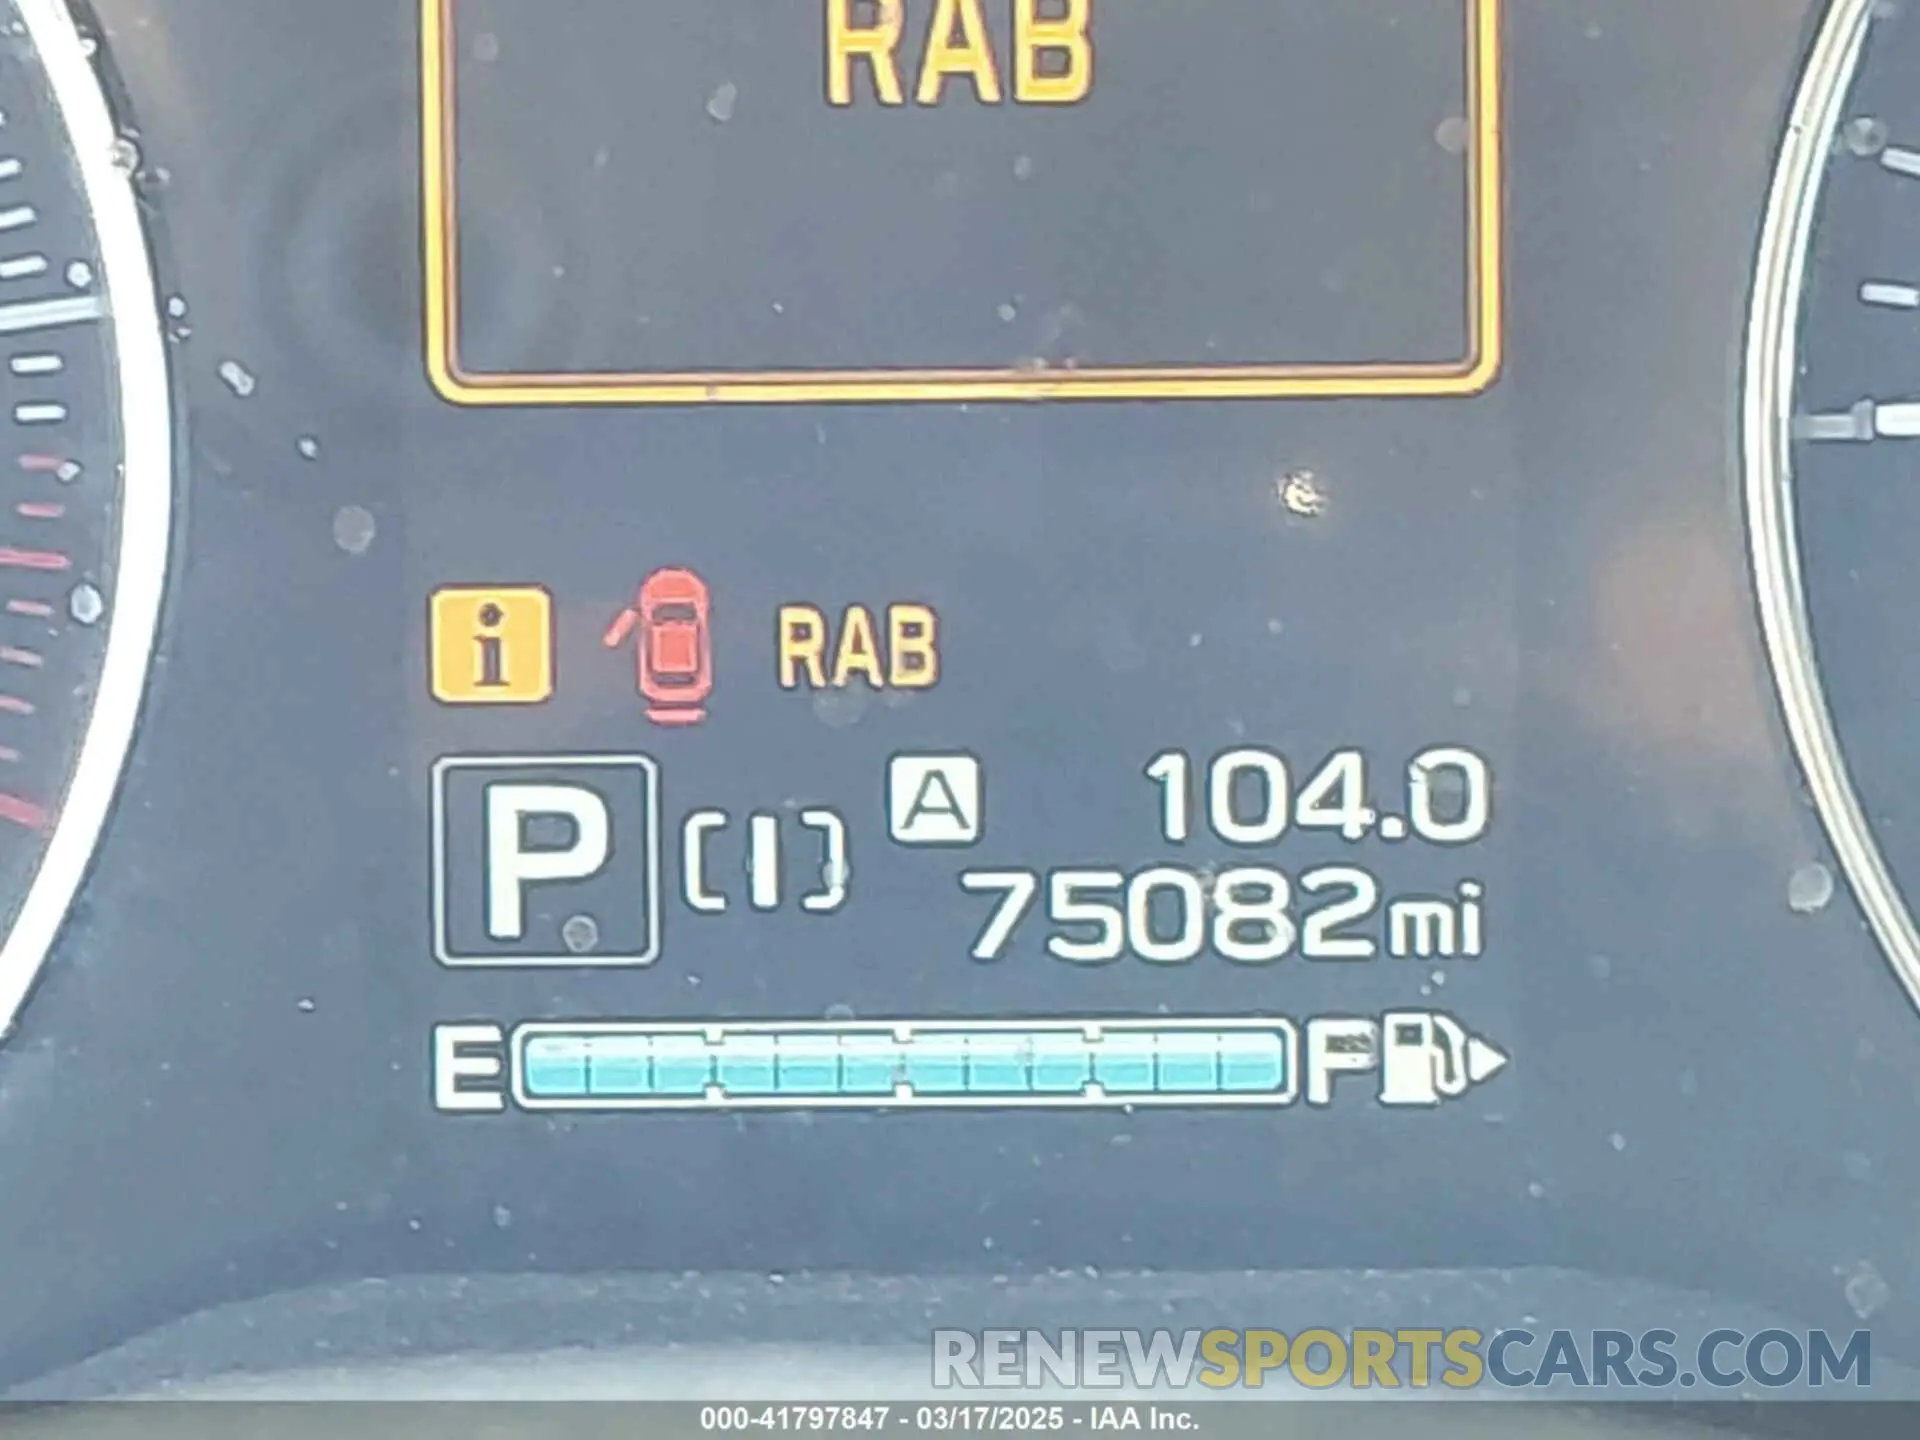 RAB
i RAB
P A 104.0
75082mi
E F
RENEWSPORTSCARS.COM
000-41797847 - 03/17/2025 - IAA Inc.